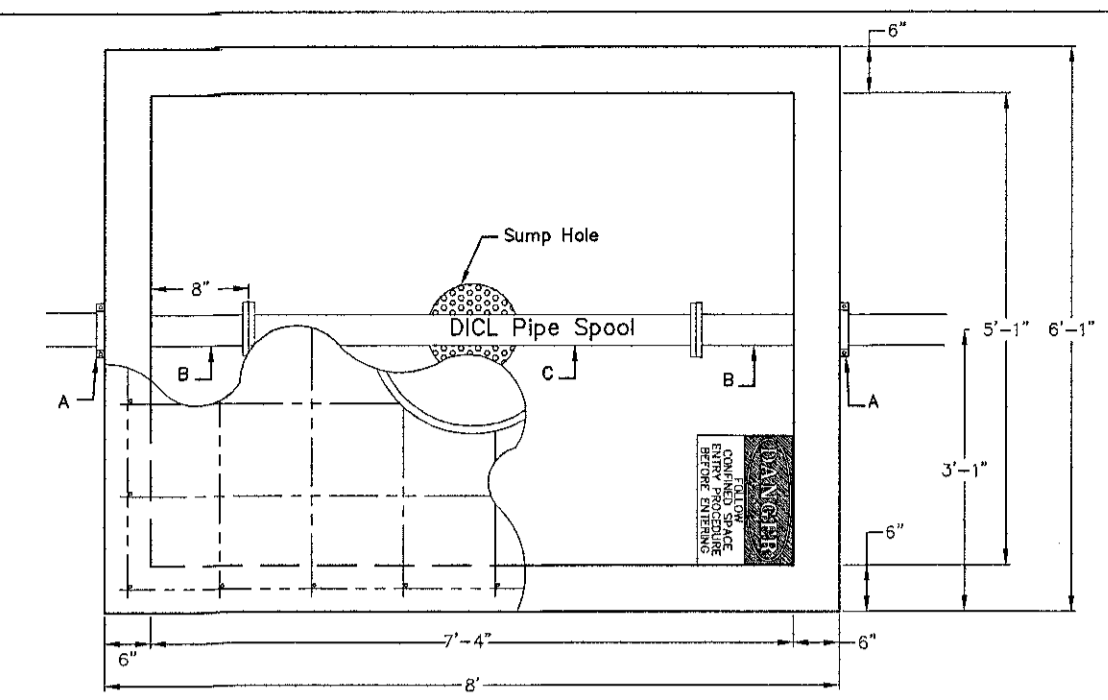 6"
Sump Hole
8"
DICL Pipe Spool
5'-1"
6'-1"
B
C
B
A
A
3'-1"
DANGER
FOLLOW
CONFINED SPACE
ENTRY PROCEDURE
BEFORE ENTERING
6"
7'-4"
6"
6"
8'